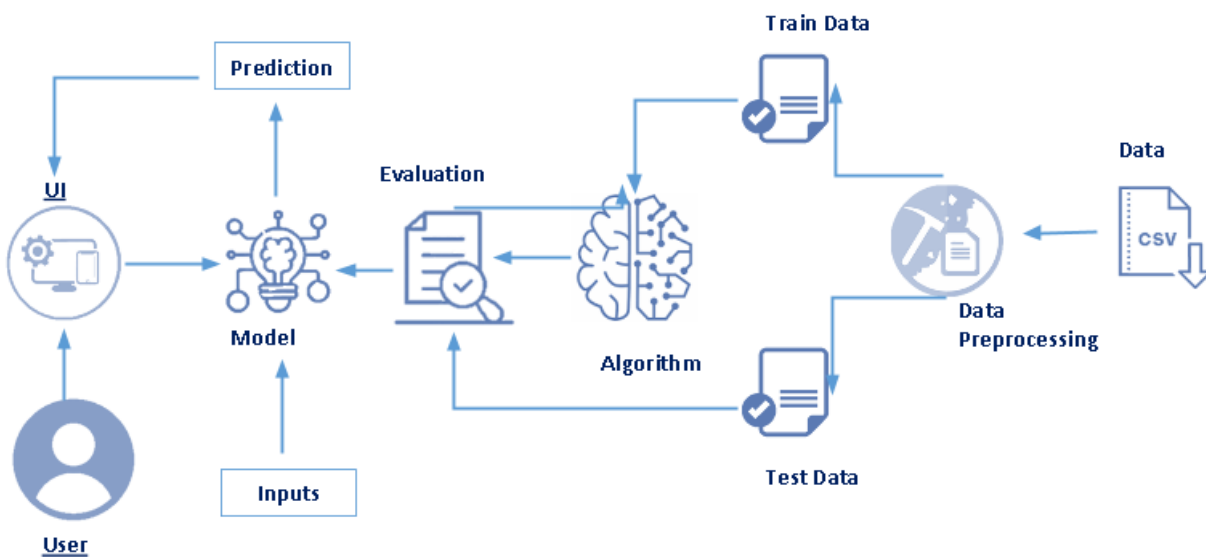 Train Data
Prediction
Data
Evaluation
UI
CSV
Data
Preprocessing
Model
Algorithm
Test Data
Inputs
User